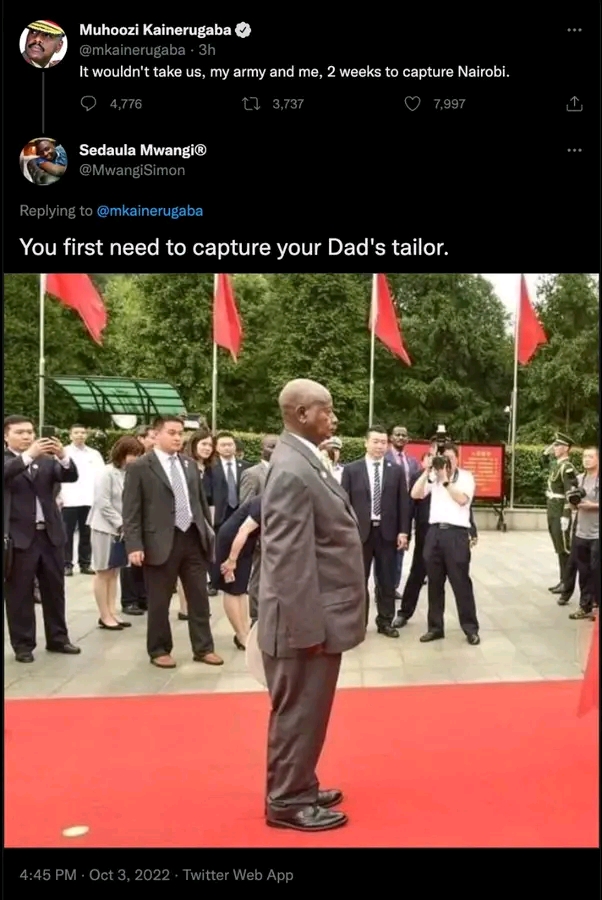 Muhoozi Kainerugaba
@mkainerugaba · 3h
It wouldn't take us, my army and me, 2 weeks to capture Nairobi.
4,776 3,737 7,997
Sedaula Mwangi®
@MwangiSimon
Replying to @mkainerugaba
You first need to capture your Dad's tailor.
4:45 PM · Oct 3, 2022 · Twitter Web App